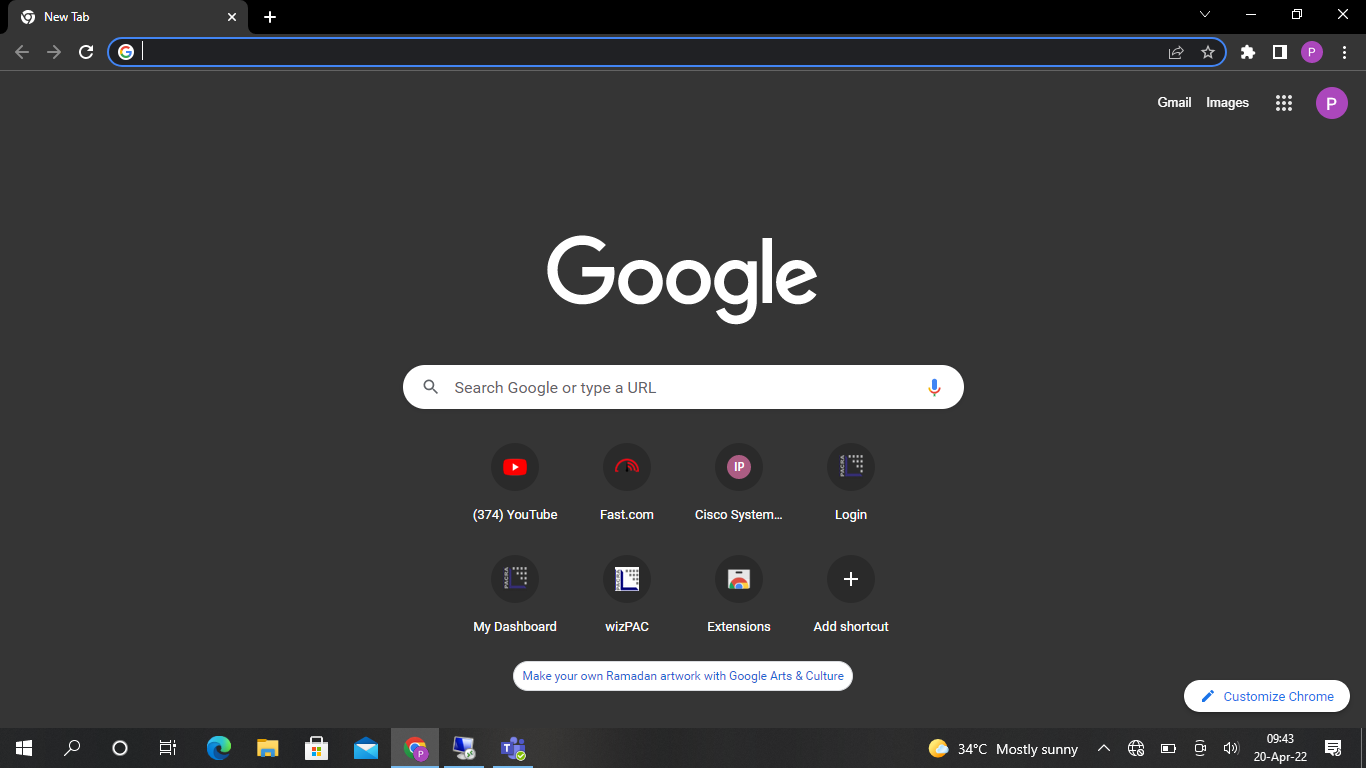 New Tab
G
P
Gmail Images
P
Google
Search Google or type a URL
IP
(374) YouTube Fast.com Cisco System... Login
PACRA
My Dashboard wizPAC Extensions Add shortcut
Make your own Ramadan artwork with Google Arts & Culture
Customize Chrome
P
34°C Mostly sunny
09:43
20-Apr-22